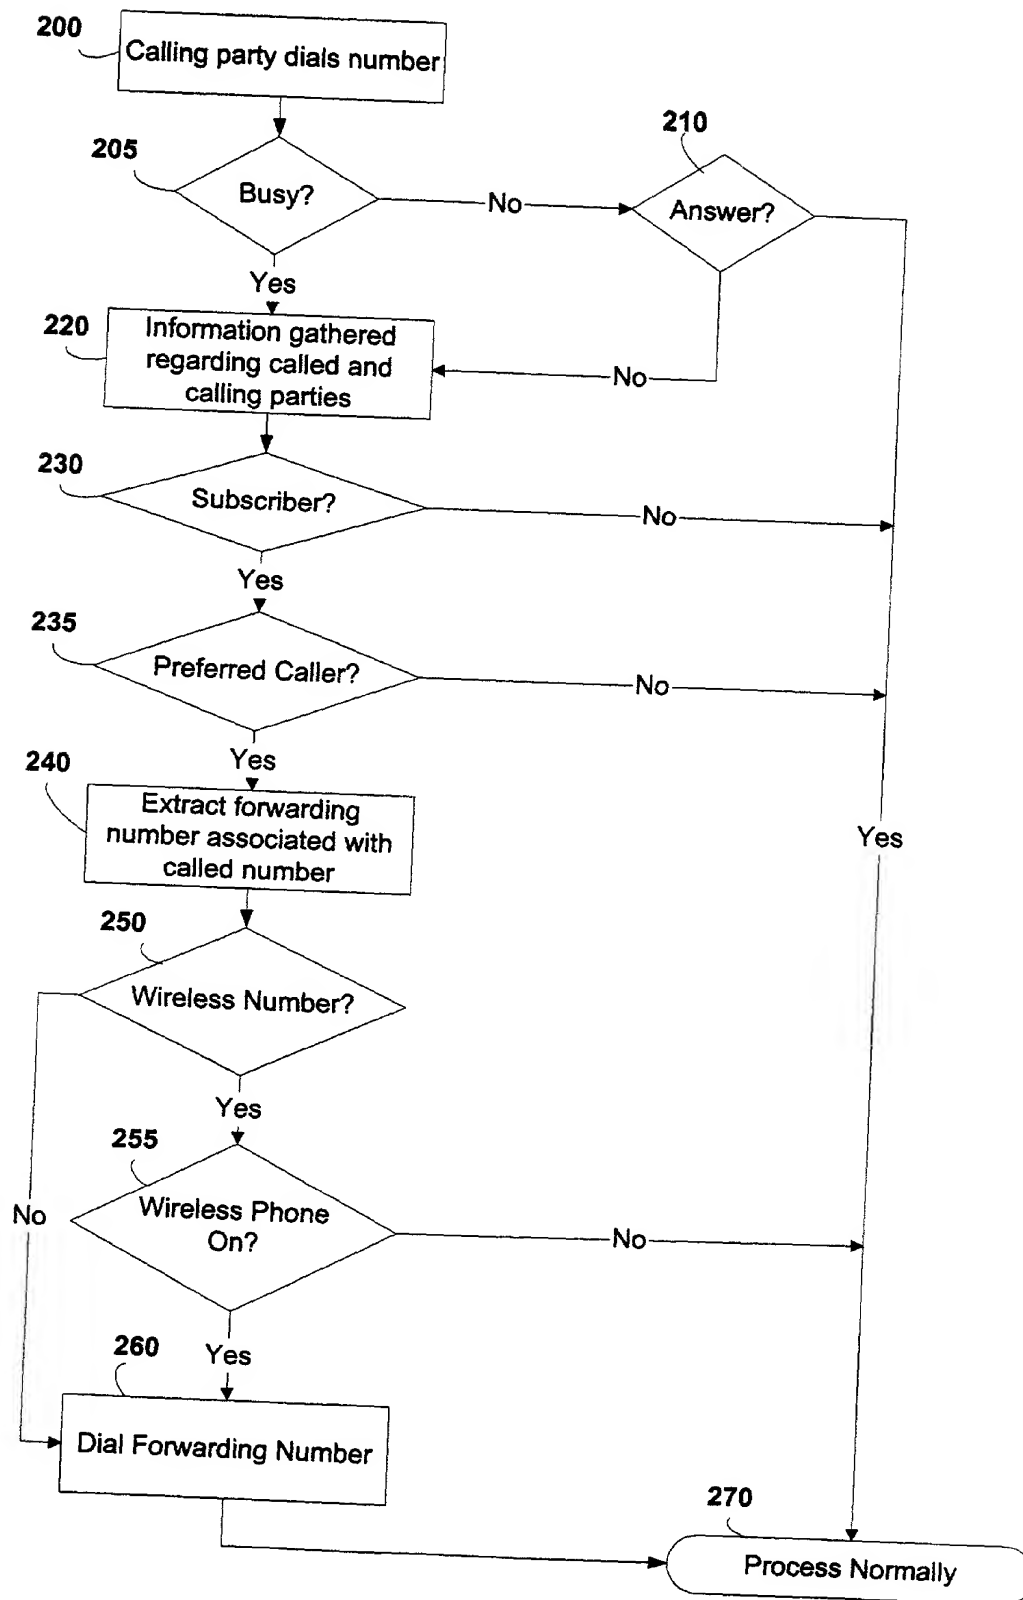 200
Calling party dials number
205
Busy?
No
210
Answer?
Yes
220
Information gathered
regarding called and
calling parties
No
230
Subscriber?
No
Yes
235
Preferred Caller?
No
Yes
240
Extract forwarding
number associated with
called number
Yes
250
Wireless Number?
Yes
255
No
Wireless Phone
On?
No
260
Yes
Dial Forwarding Number
270
Process Normally